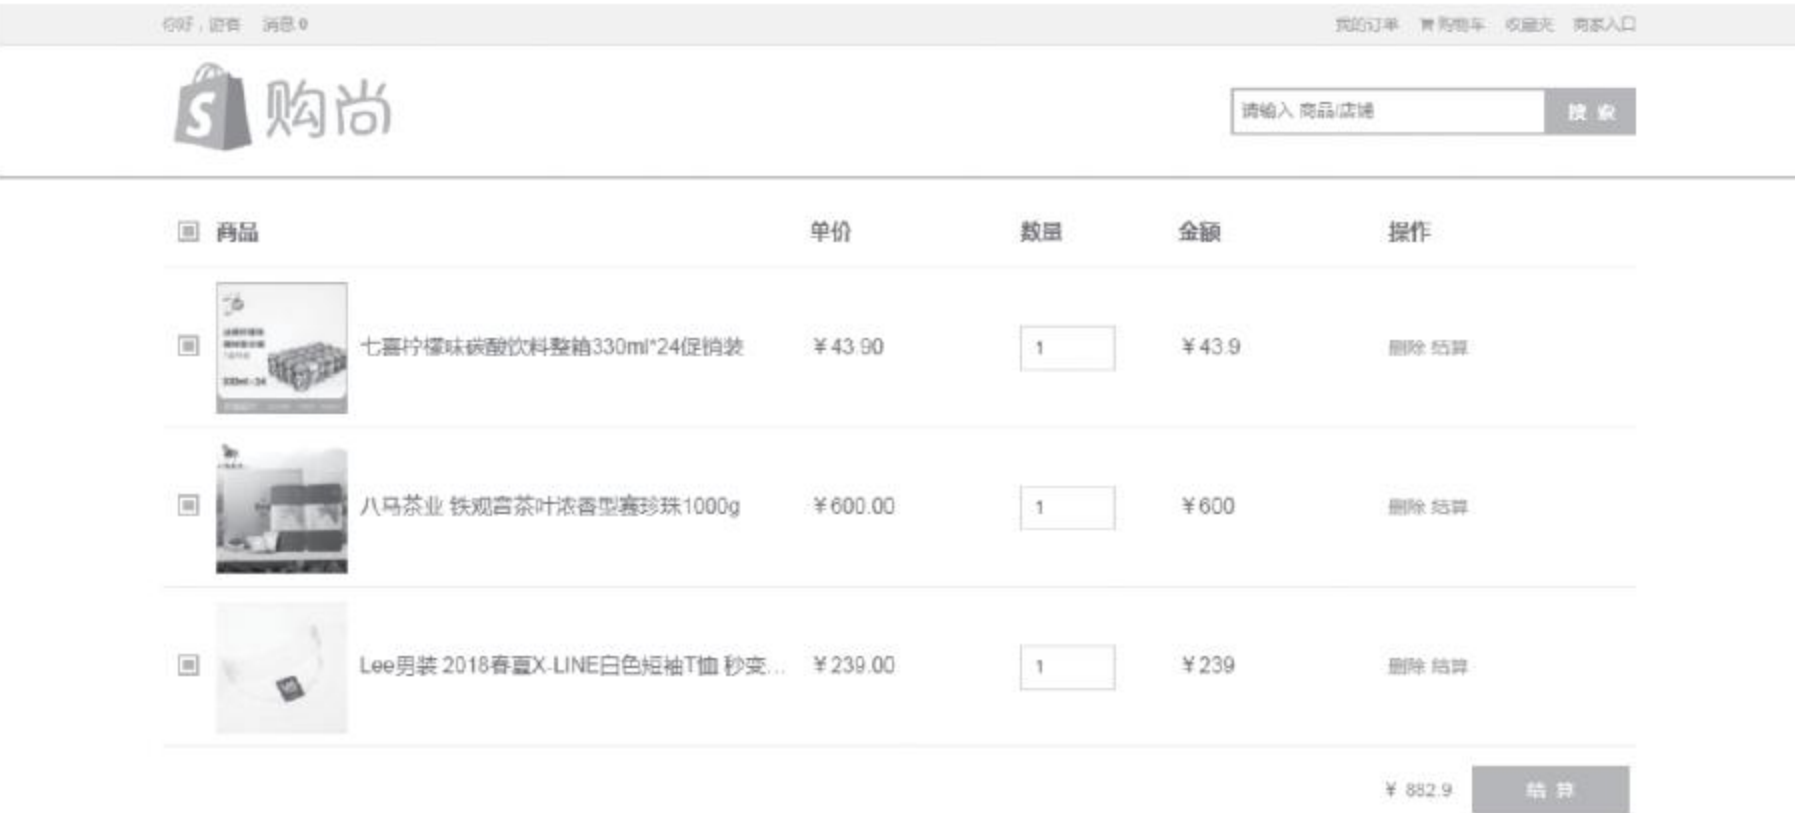 你好，游客 消息 0 我的订单 购物车 收藏夹 商家入口
S 购尚
请输入 商品/店铺 搜 索
商品 单价 数量 金额 操作
七喜柠檬味碳酸饮料整箱330ml*24促销装 ￥43.90 1 ￥43.9 删除 结算
330ml×24
八马茶业 铁观音茶叶浓香型赛珍珠1000g ￥600.00 1 ￥600 删除 结算
Lee男装 2018春夏X-LINE白色短袖T恤 秒变... ￥239.00 1 ￥239 删除 结算
￥ 882.9 结 算